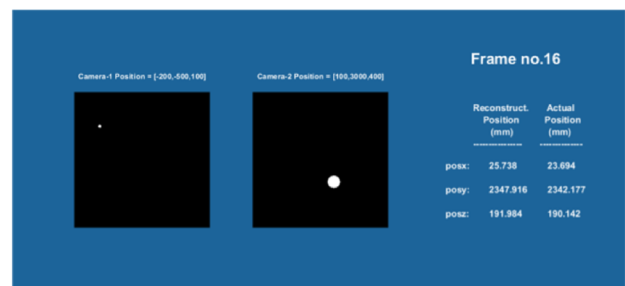 Frame no.16
Camera-1 Position = [-200,-500,100]
Camera-2 Position = [100,3000,400]
Reconstruct. Actual
Position Position
(mm) (mm)
----------------- ---------------
posx: 25.738 23.694
posy: 2347.916 2342.177
posz: 191.984 190.142